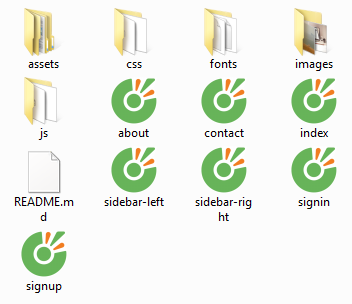 assets css fonts images
js about contact index
README.m sidebar-left sidebar-rig signin
d ht
signup